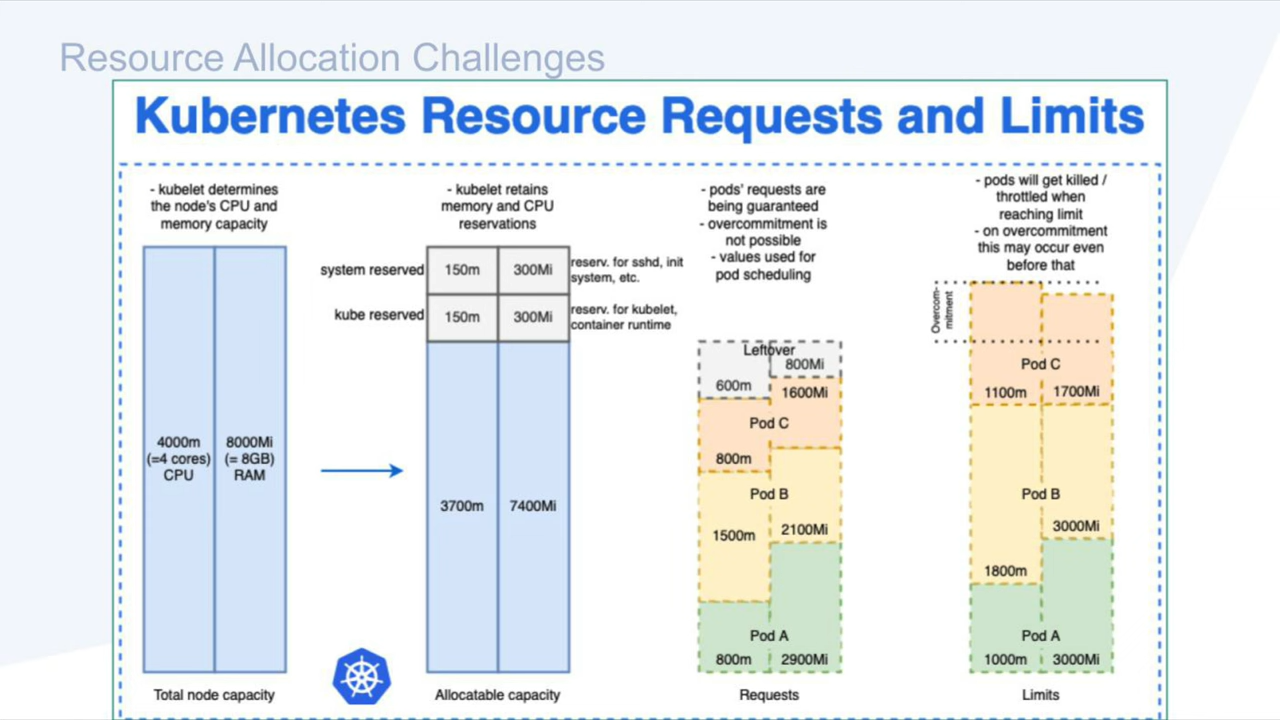 Resource Allocation Challenges
Kubernetes Resource Requests and Limits
- kubelet determines
the node's CPU and
memory capacity
4000m
(=4 cores)
CPU
8000Mi
(= 8GB)
RAM
Total node capacity
- kubelet retains
memory and CPU
reservations
system reserved
150m
300Mi
reserv. for sshd, init
system, etc.
kube reserved
150m
300Mi
reserv. for kubelet,
container runtime
3700m
7400Mi
Allocatable capacity
- pods' requests are
being guaranteed
- overcommitment is
not possible
- values used for
pod scheduling
Leftover
800Mi
600m
1600Mi
Pod C
800m
Pod B
2100Mi
1500m
Pod A
800m
2900Mi
Requests
- pods will get killed /
throttled when
reaching limit
- on overcommitment
this may occur even
before that
Overcom-
mitment
Pod C
1100m
1700Mi
Pod B
3000Mi
1800m
Pod A
1000m
3000Mi
Limits